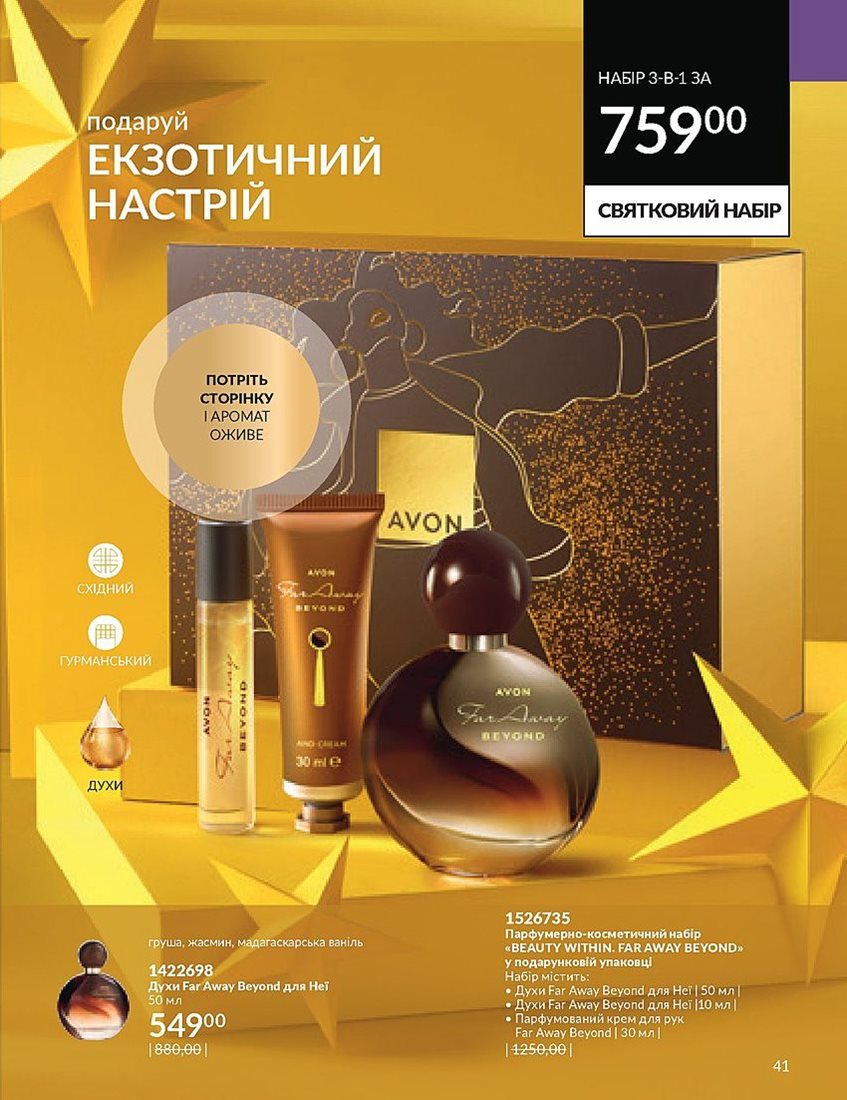 НАБІР 3-В-1 ЗА
759⁰⁰
СВЯТКОВИЙ НАБІР
подаруй
ЕКЗОТИЧНИЙ
НАСТРІЙ
ПОТРІТЬ
СТОРІНКУ
І АРОМАТ
ОЖИВЕ
AVON
СХІДНИЙ
ГУРМАНСЬКИЙ
ДУХИ
AVON
Far Away
BEYOND
AVON
Far Away
BEYOND
HAND CREAM
30 ml e
AVON
Far Away
BEYOND
груша, жасмин, мадагаскарська ваніль
1422698
Духи Far Away Beyond для Неї
50 мл
549⁰⁰
| 880,00 |
1526735
Парфумерно-косметичний набір
«BEAUTY WITHIN. FAR AWAY BEYOND»
у подарунковій упаковці
Набір містить:
• Духи Far Away Beyond для Неї | 50 мл |
• Духи Far Away Beyond для Неї |10 мл |
• Парфумований крем для рук
Far Away Beyond | 30 мл |
| 1250,00 |
41